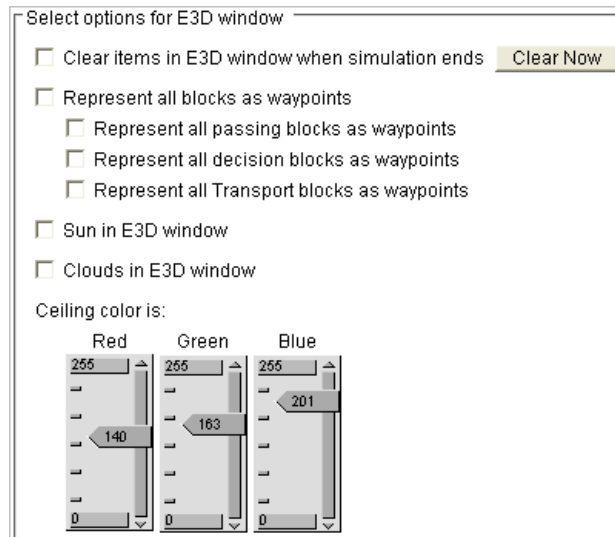 Select options for E3D window
Clear items in E3D window when simulation ends Clear Now
Represent all blocks as waypoints
Represent all passing blocks as waypoints
Represent all decision blocks as waypoints
Represent all Transport blocks as waypoints
Sun in E3D window
Clouds in E3D window
Ceiling color is:
Red Green Blue
255 255 255
140 163 201
0 0 0